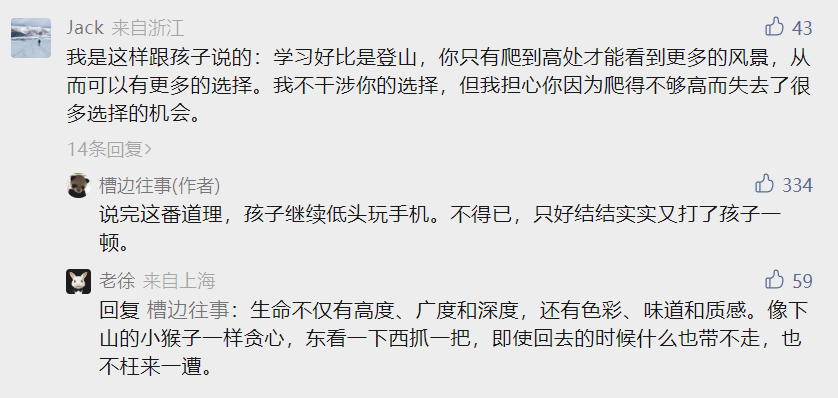 Jack 来自浙江 43
我是这样跟孩子说的：学习好比是登山，你只有爬到高处才能看到更多的风景，从
而可以有更多的选择。我不干涉你的选择，但我担心你因为爬得不够高而失去了很
多选择的机会。
14条回复>
槽边往事(作者) 334
说完这番道理，孩子继续低头玩手机。不得已，只好结结实实又打了孩子一
顿。
老徐 来自上海 59
回复 槽边往事：生命不仅有高度、广度和深度，还有色彩、味道和质感。像下
山的小猴子一样贪心，东看一下西抓一把，即使回去的时候什么也带不走，也
不枉来一遭。